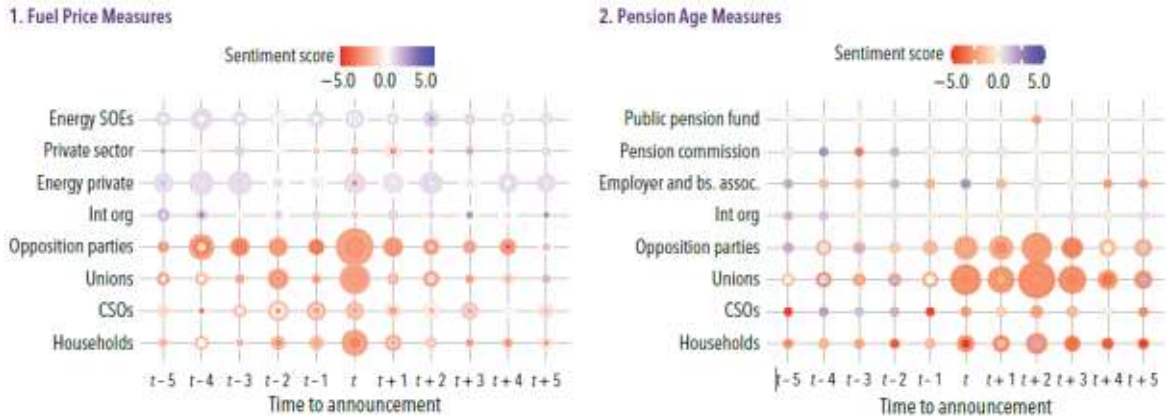 1. Fuel Price Measures
Sentiment score
−5.0 0.0 5.0
Energy SOEs
Private sector
Energy private
Int org
Opposition parties
Unions
CSOs
Households
t − 5 t − 4 t − 3 t − 2 t − 1 t t + 1 t + 2 t + 3 t + 4 t + 5
Time to announcement
2. Pension Age Measures
Sentiment score
−5.0 0.0 5.0
Public pension fund
Pension commission
Employer and bs. assoc.
Int org
Opposition parties
Unions
CSOs
Households
t − 5 t − 4 t − 3 t − 2 t − 1 t t + 1 t + 2 t + 3 t + 4 t + 5
Time to announcement